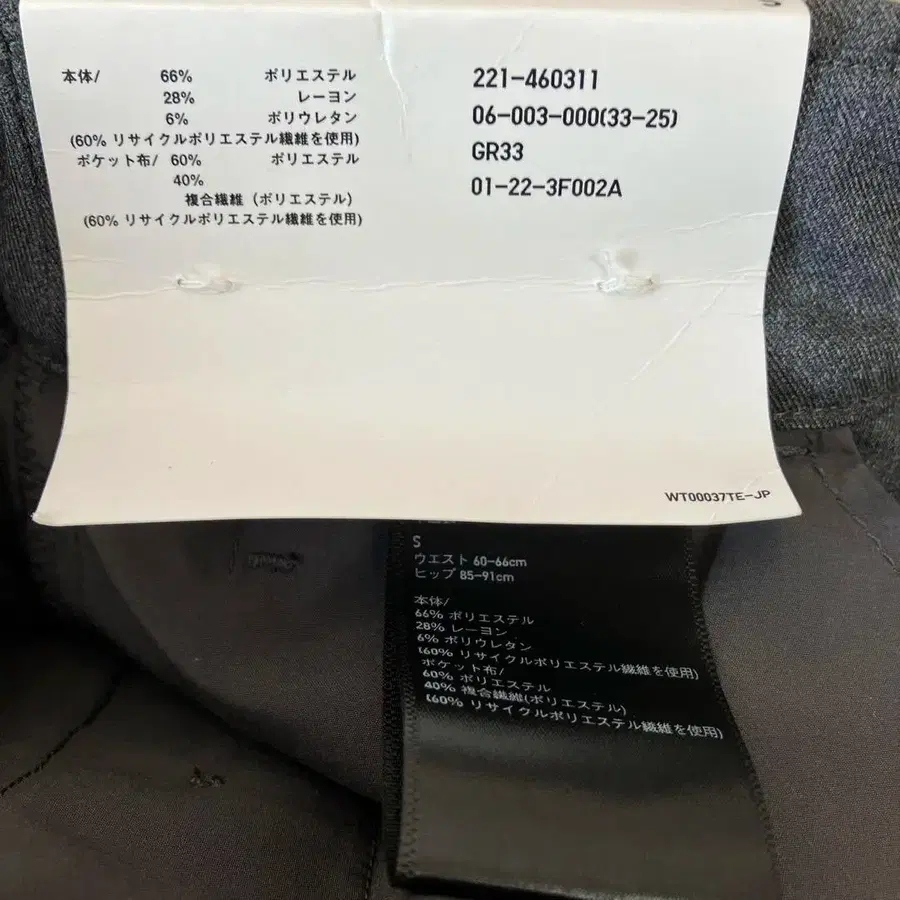 本体/ 66% ポリエステル
28% レーヨン
6% ポリウレタン
(60% リサイクルポリエステル繊維を使用)
ポケット布/ 60% ポリエステル
40%
複合繊維 (ポリエステル)
(60% リサイクルポリエステル繊維を使用)
221-460311
06-003-000(33-25)
GR33
01-22-3F002A
WT00037TE-JP
S
ウエスト 60-66cm
ヒップ 85-91cm
本体/
66% ポリエステル
28% レーヨン
6% ポリウレタン
(60% リサイクルポリエステル繊維を使用)
ポケット布/
60% ポリエステル
40% 複合繊維(ポリエステル)
(60% リサイクルポリエステル繊維を使用)